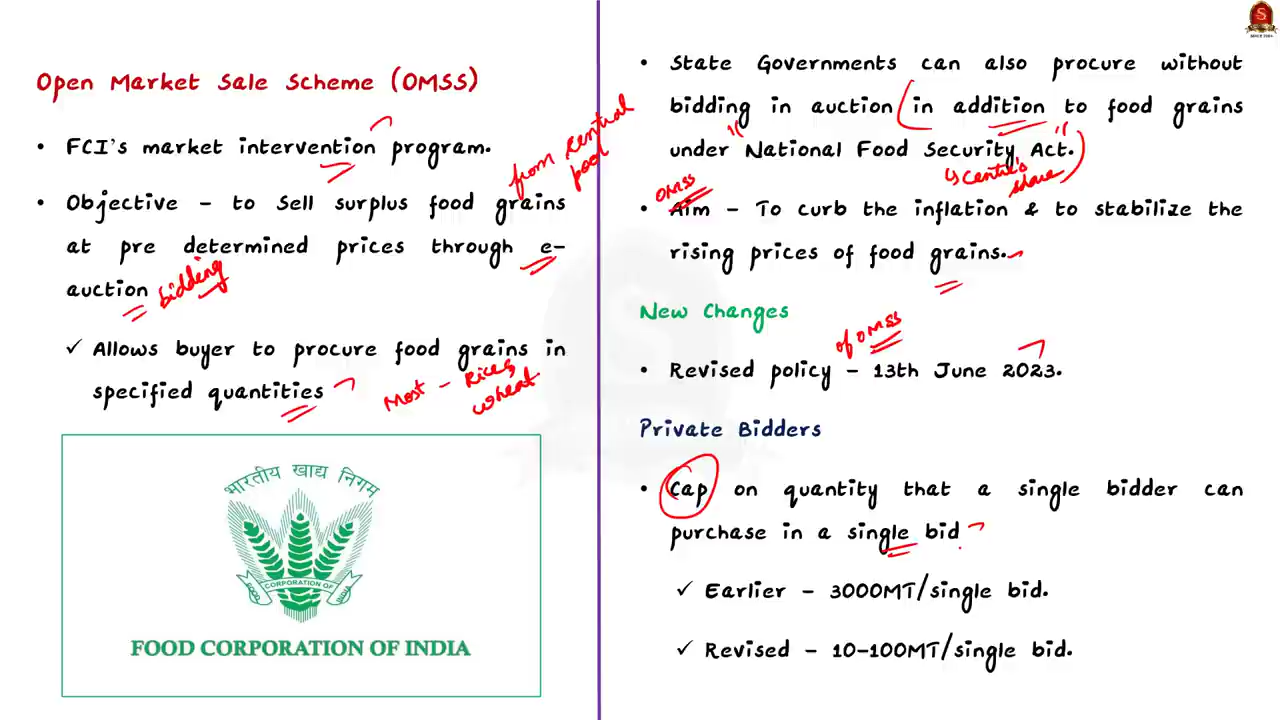 Open Market Sale Scheme (OMSS)
• FCI's market intervention program.
from central
pool
• Objective – to sell surplus food grains
at pre determined prices through e-
auction bidding
✓ Allows buyer to procure food grains in
specified quantities
Most – Rices
wheat
भारतीय खाद्य निगम
FOOD CORPORATION OF INDIA
FOOD CORPORATION OF INDIA
• State Governments can also procure without
bidding in auction (in addition to food grains
under "National Food Security Act.")
↳ Central's
share
OMSS
• Aim – To curb the inflation & to stabilize the
rising prices of food grains.
New Changes
of OMSS
• Revised policy – 13th June 2023.
Private Bidders
• Cap on quantity that a single bidder can
purchase in a single bid
✓ Earlier – 3000MT/single bid.
✓ Revised – 10-100MT/single bid.
S